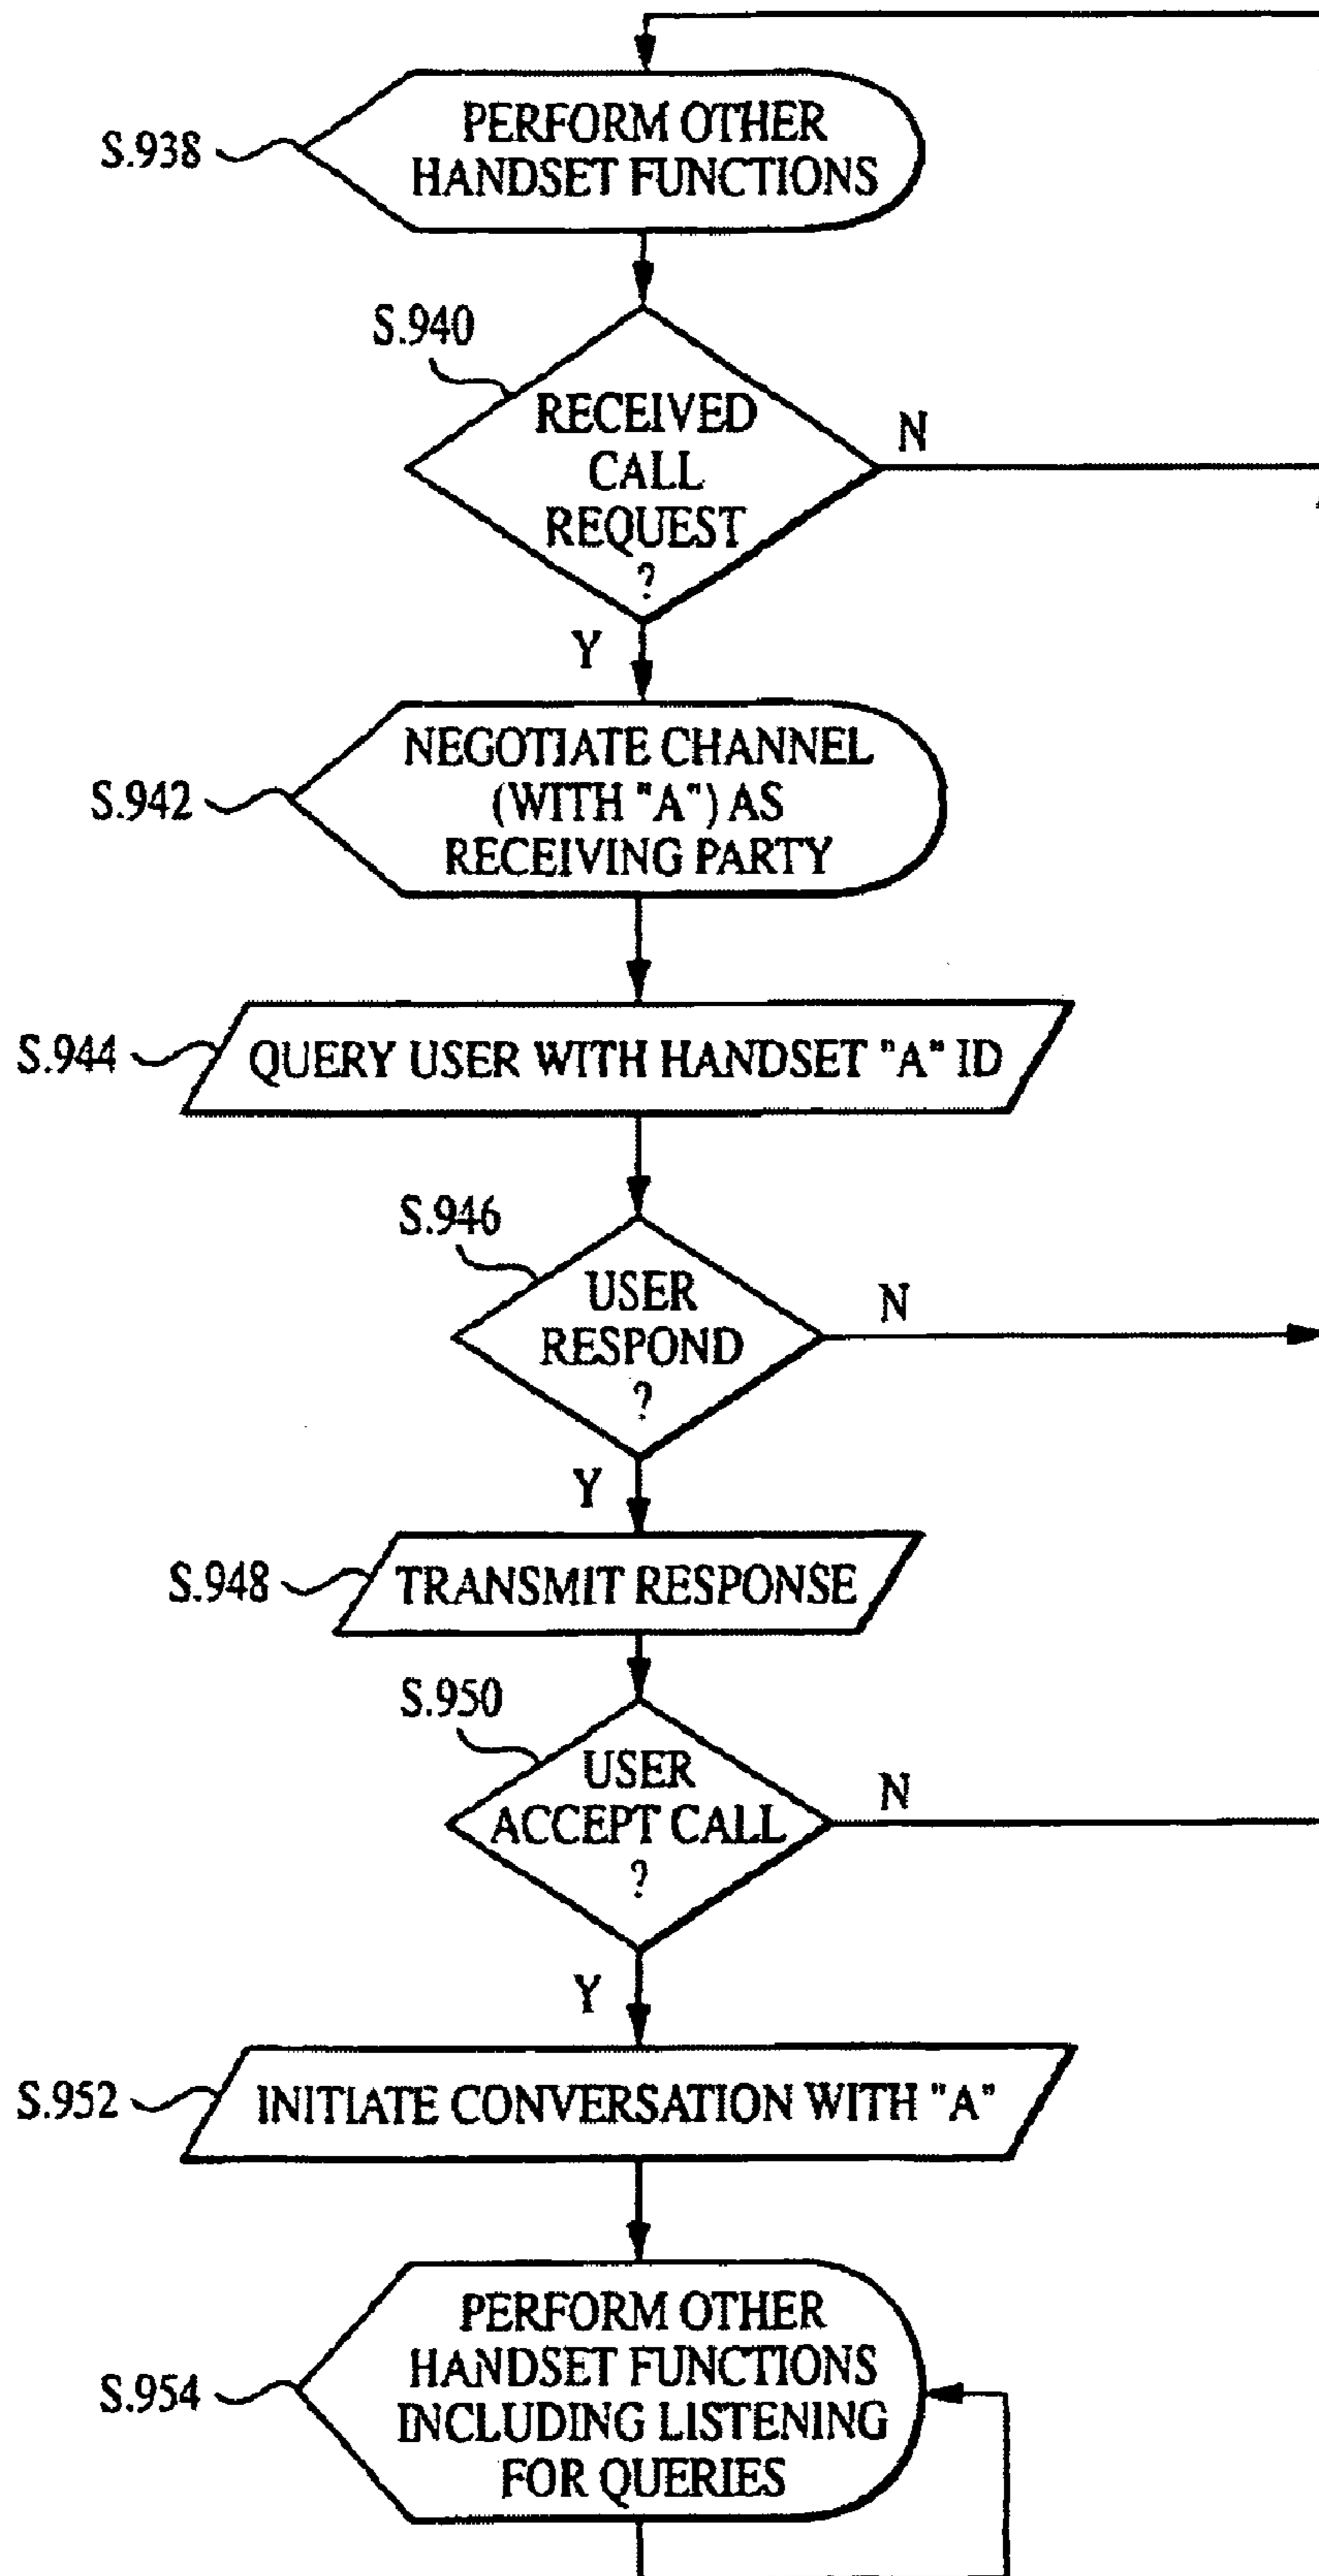 S.938
PERFORM OTHER
HANDSET FUNCTIONS
S.940
RECEIVED
CALL
REQUEST
?
N
Y
S.942
NEGOTIATE CHANNEL
(WITH "A") AS
RECEIVING PARTY
S.944
QUERY USER WITH HANDSET "A" ID
S.946
USER
RESPOND
?
N
Y
S.948
TRANSMIT RESPONSE
S.950
USER
ACCEPT CALL
?
N
Y
S.952
INITIATE CONVERSATION WITH "A"
S.954
PERFORM OTHER
HANDSET FUNCTIONS
INCLUDING LISTENING
FOR QUERIES